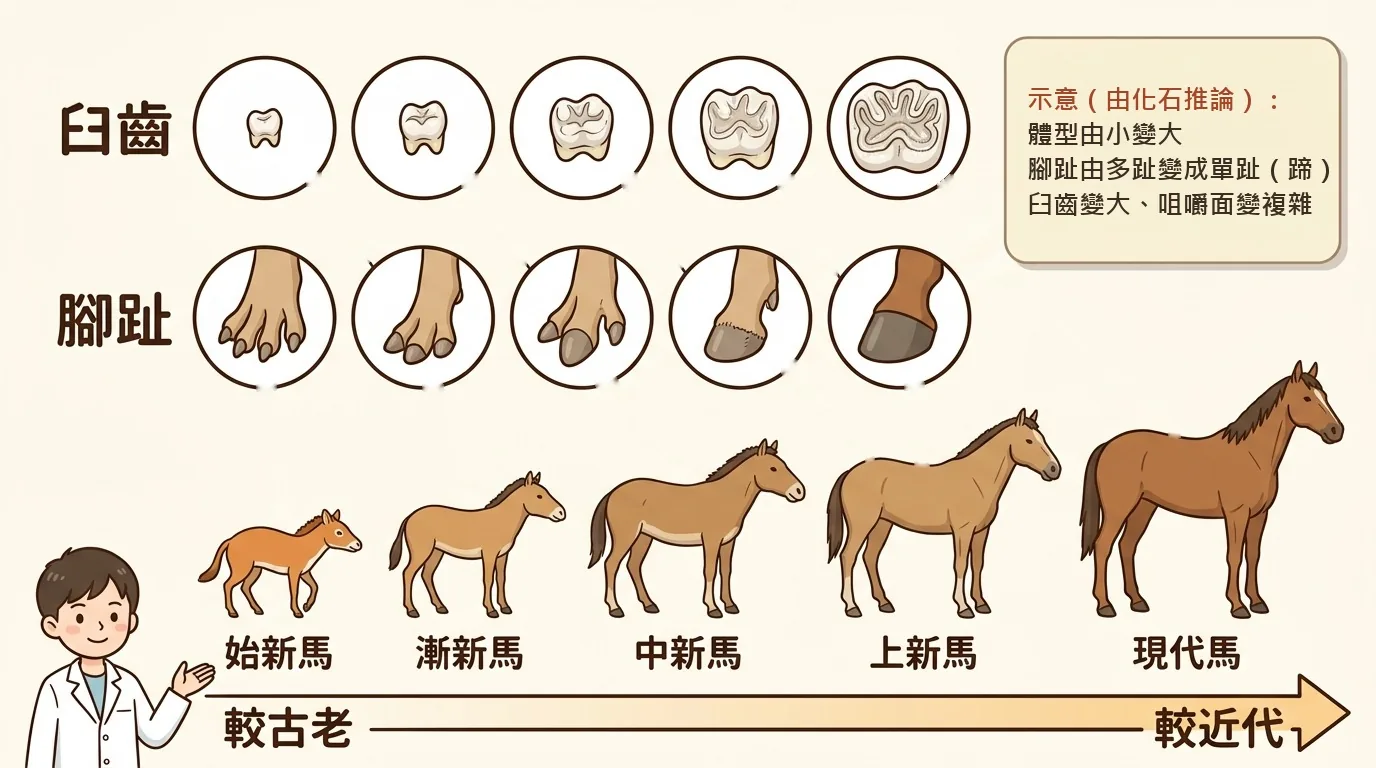 臼齒
示意（由化石推論）：
體型由小變大
腳趾由多趾變成單趾（蹄）
臼齒變大、咀嚼面變複雜
腳趾
始新馬
漸新馬
中新馬
上新馬
現代馬
較古老
較近代